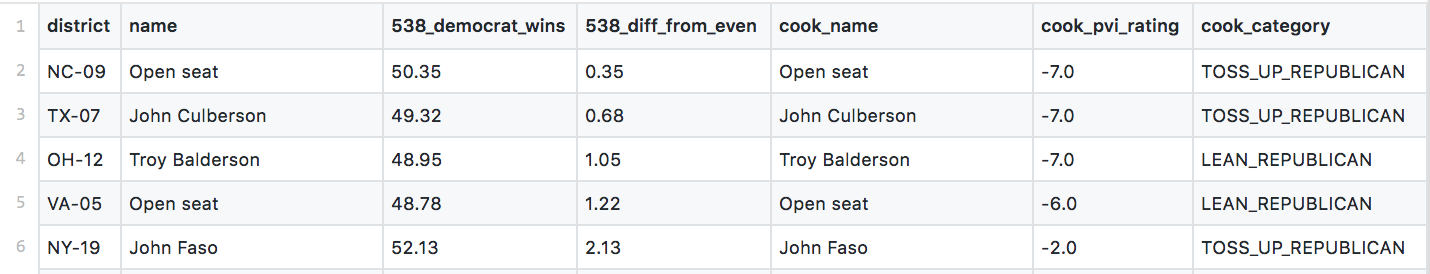 1 district name 538_democrat_wins 538_diff_from_even cook_name cook_pvi_rating cook_category
2 NC-09 Open seat 50.35 0.35 Open seat -7.0 TOSS_UP_REPUBLICAN
3 TX-07 John Culberson 49.32 0.68 John Culberson -7.0 TOSS_UP_REPUBLICAN
4 OH-12 Troy Balderson 48.95 1.05 Troy Balderson -7.0 LEAN_REPUBLICAN
5 VA-05 Open seat 48.78 1.22 Open seat -6.0 LEAN_REPUBLICAN
6 NY-19 John Faso 52.13 2.13 John Faso -2.0 TOSS_UP_REPUBLICAN